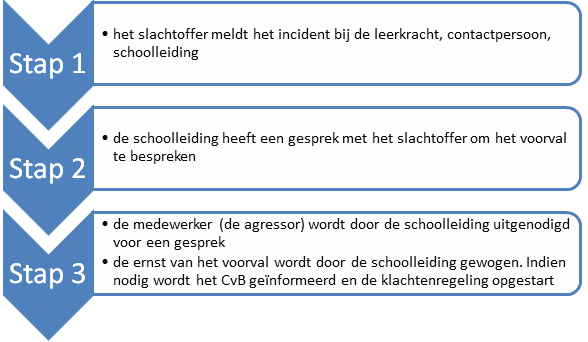 Stap 1
• het slachtoffer meldt het incident bij de leerkracht, contactpersoon,
schoolleiding
Stap 2
• de schoolleiding heeft een gesprek met het slachtoffer om het voorval
te bespreken
Stap 3
• de medewerker (de agressor) wordt door de schoolleiding uitgenodigd
voor een gesprek
• de ernst van het voorval wordt door de schoolleiding gewogen. Indien
nodig wordt het CvB geïnformeerd en de klachtenregeling opgestart